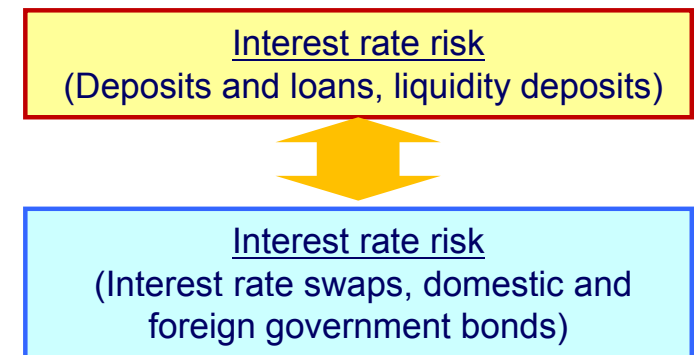 Interest rate risk
(Deposits and loans, liquidity deposits)
Interest rate risk
(Interest rate swaps, domestic and
foreign government bonds)